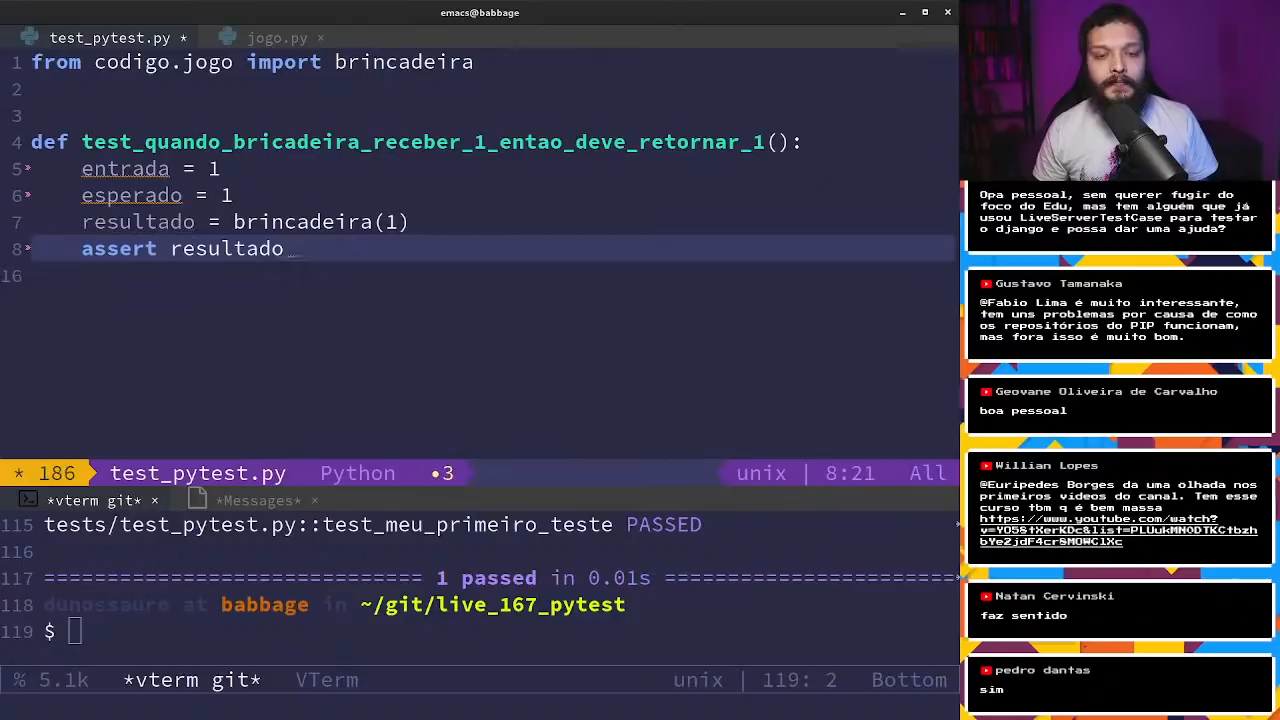 emacs@babbage
test_pytest.py * jogo.py ×
1 from codigo.jogo import brincadeira
2
3
4 def test_quando_bricadeira_receber_1_entao_deve_retornar_1():
5 entrada = 1
6 esperado = 1
7 resultado = brincadeira(1)
8 assert resultado
16
* 186 test_pytest.py Python •3 unix | 8:21 All
*vterm git* × *Messages* ×
115 tests/test_pytest.py::test_meu_primeiro_teste PASSED
116
117 ============================== 1 passed in 0.01s =======================
118 dunossauro at babbage in ~/git/live_167_pytest
119 $
% 5.1k *vterm git* VTerm unix | 119: 2 Bottom
Opa pessoal, sem querer fugir do
foco do Edu, mas tem alguém que já
usou LiveServerTestCase para testar
o django e possa dar uma ajuda?
Gustavo Tamanaka
@Fabio Lima é muito interessante,
tem uns problemas por causa de como
os repositórios do PIP funcionam,
mas fora isso é muito bom.
Geovane Oliveira de Carvalho
boa pessoal
Willian Lopes
@Euripedes Borges da uma olhada nos
primeiros videos do canal. Tem esse
curso tbm q é bem massa
https://www.youtube.com/watch?
Natan Cervinski
faz sentido
pedro dantas
sim